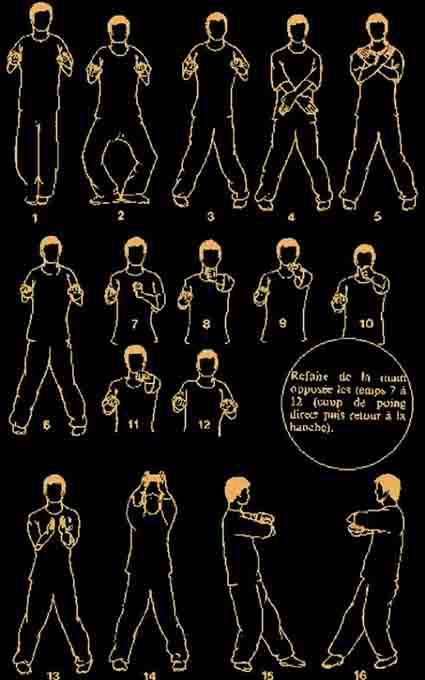 1 2 3 4 5
6 7 8 9 10
11 12
Refaire de la main
opposée les temps 7 à
12 (coup de poing
direct puis retour à la
hanche).
13 14 15 16